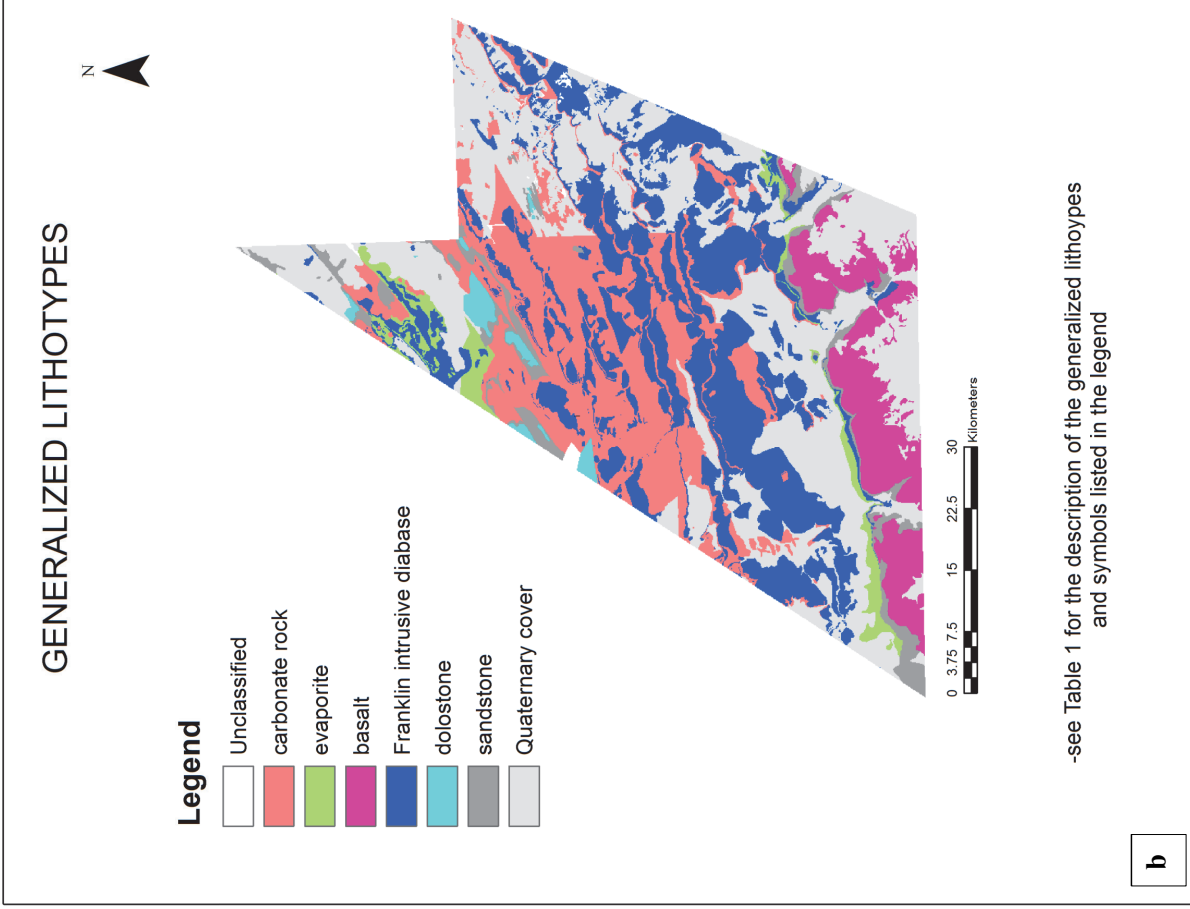 GENERALIZED LITHOTYPES
N
Legend
Unclassified
carbonate rock
evaporite
basalt
Franklin intrusive diabase
dolostone
sandstone
Quaternary cover
0 3.75 7.5 15 22.5 30
Kilometers
-see Table 1 for the description of the generalized lithoypes
and symbols listed in the legend
b